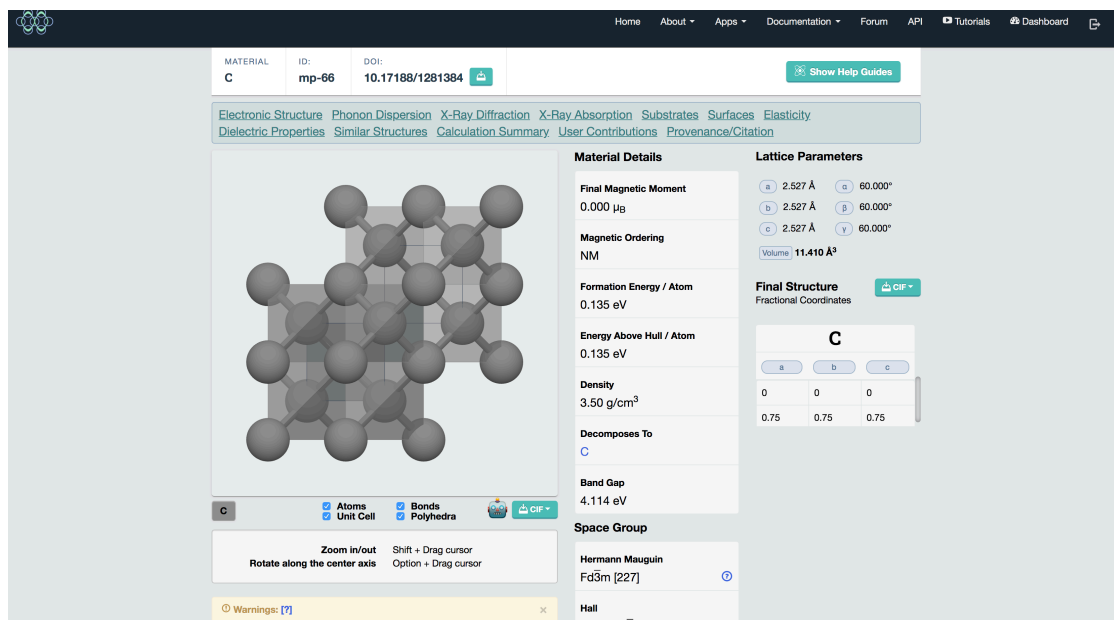 Home About Apps Documentation Forum API Tutorials Dashboard
MATERIAL
C
ID:
mp-66
DOI:
10.17188/1281384
Show Help Guides
Electronic Structure Phonon Dispersion X-Ray Diffraction X-Ray Absorption Substrates Surfaces Elasticity
Dielectric Properties Similar Structures Calculation Summary User Contributions Provenance/Citation
C
Atoms Bonds
Unit Cell Polyhedra
CIF
Zoom in/out Shift + Drag cursor
Rotate along the center axis Option + Drag cursor
Warnings: [?] ×
Material Details
Final Magnetic Moment
0.000 μB
Magnetic Ordering
NM
Formation Energy / Atom
0.135 eV
Energy Above Hull / Atom
0.135 eV
Density
3.50 g/cm³
Decomposes To
C
Band Gap
4.114 eV
Space Group
Hermann Mauguin
Fd3̅m [227] ?
Hall
Lattice Parameters
a 2.527 Å α 60.000°
b 2.527 Å β 60.000°
c 2.527 Å γ 60.000°
Volume 11.410 Å³
Final Structure
CIF
Fractional Coordinates
C
a b c
0 0 0
0.75 0.75 0.75